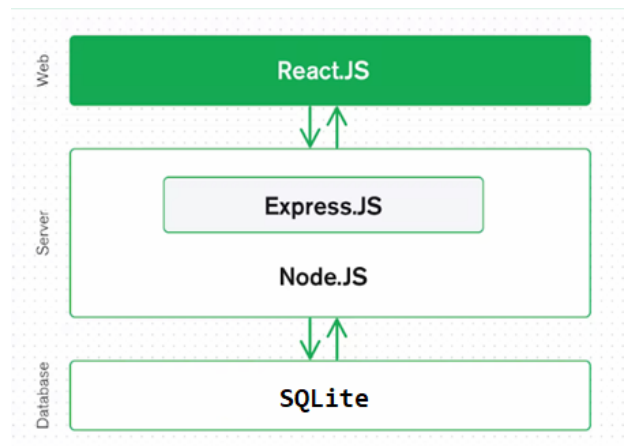 Web
React.JS
Server
Express.JS
Node.JS
Database
SQLite